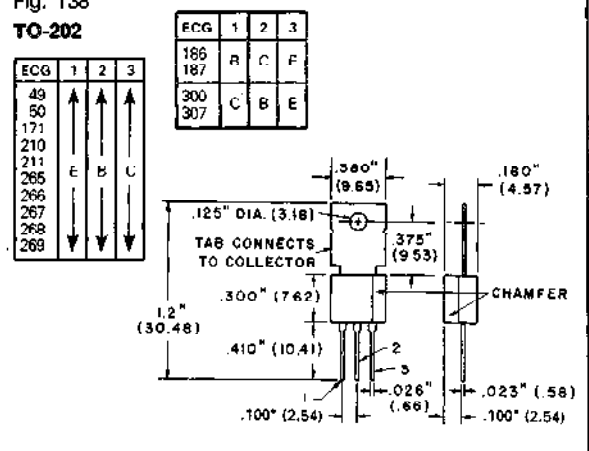 Fig. 138
TO-202
ECG 1 2 3
49
50
171
210
211
265
266
267
268
269
E B C
ECG 1 2 3
186
187
B C E
300
307
C B E
.380"
(9.65)
.180"
(4.57)
.125" DIA. (3.18)
.375"
(9.53)
TAB CONNECTS
TO COLLECTOR
.300" (7.62)
CHAMFER
1.2"
(30.48)
.410" (10.41)
2
3
1
.026"
(.66)
.023" (.58)
.100" (2.54)
.100" (2.54)